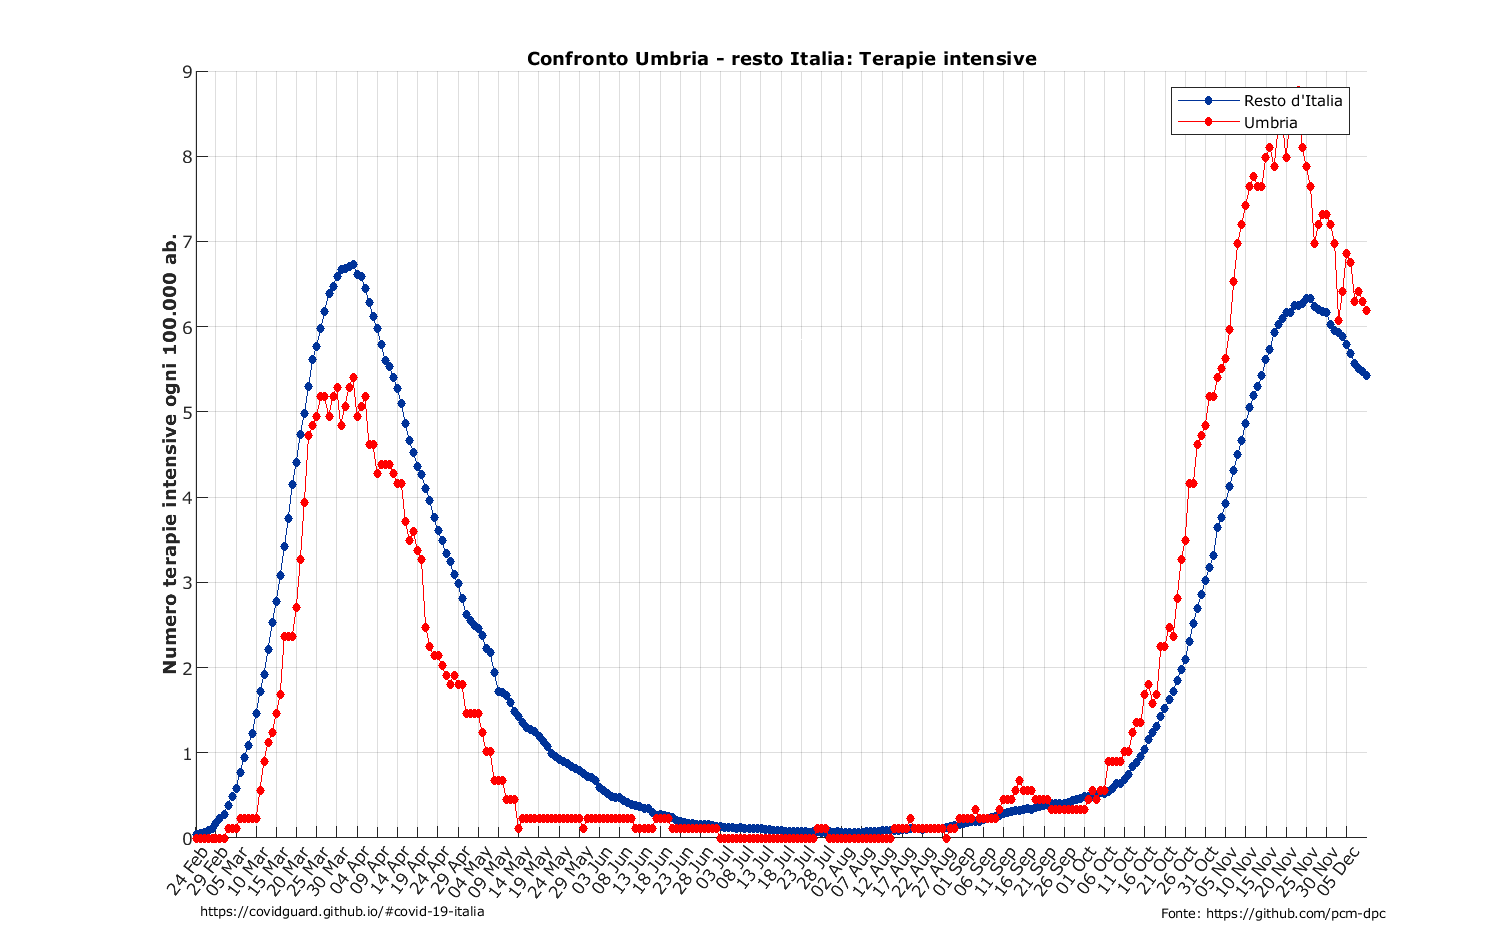 Confronto Umbria - resto Italia: Terapie intensive
Numero terapie intensive ogni 100.000 ab.
9
8
7
6
5
4
3
2
1
0
Resto d'Italia
Umbria
24 Feb
29 Feb
05 Mar
10 Mar
15 Mar
20 Mar
25 Mar
30 Mar
04 Apr
09 Apr
14 Apr
19 Apr
24 Apr
29 Apr
04 May
09 May
14 May
19 May
24 May
29 May
03 Jun
08 Jun
13 Jun
18 Jun
23 Jun
28 Jun
03 Jul
08 Jul
13 Jul
18 Jul
23 Jul
28 Jul
02 Aug
07 Aug
12 Aug
17 Aug
22 Aug
27 Aug
01 Sep
06 Sep
11 Sep
16 Sep
21 Sep
26 Sep
01 Oct
06 Oct
11 Oct
16 Oct
21 Oct
26 Oct
31 Oct
05 Nov
10 Nov
15 Nov
20 Nov
25 Nov
30 Nov
05 Dec
https://covidguard.github.io/#covid-19-italia
Fonte: https://github.com/pcm-dpc